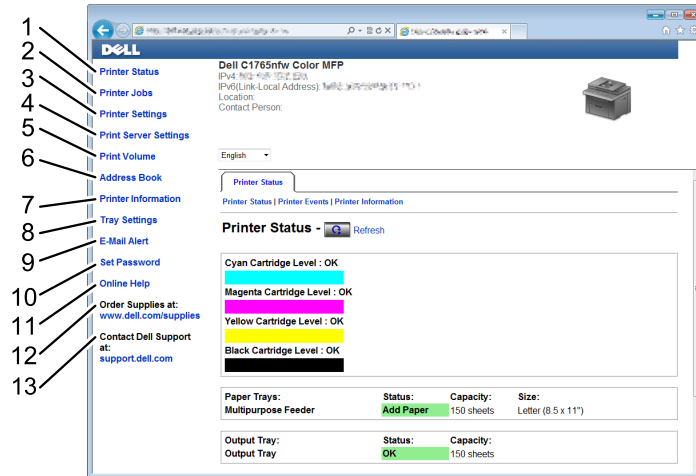 1
2
3
4
5
6
7
8
9
10
11
12
13
DELL
Printer Status
Printer Jobs
Printer Settings
Print Server Settings
Print Volume
Address Book
Printer Information
Tray Settings
E-Mail Alert
Set Password
Online Help
Order Supplies at:
www.dell.com/supplies
Contact Dell Support
at:
support.dell.com
Dell C1765nfw Color MFP
IPv4:
IPv6(Link-Local Address):
Location:
Contact Person:
English
Printer Status
Printer Status | Printer Events | Printer Information
Printer Status - Refresh
Cyan Cartridge Level : OK
Magenta Cartridge Level : OK
Yellow Cartridge Level : OK
Black Cartridge Level : OK
Paper Trays: Status: Capacity: Size:
Multipurpose Feeder Add Paper 150 sheets Letter (8.5 x 11")
Output Tray: Status: Capacity:
Output Tray OK 150 sheets